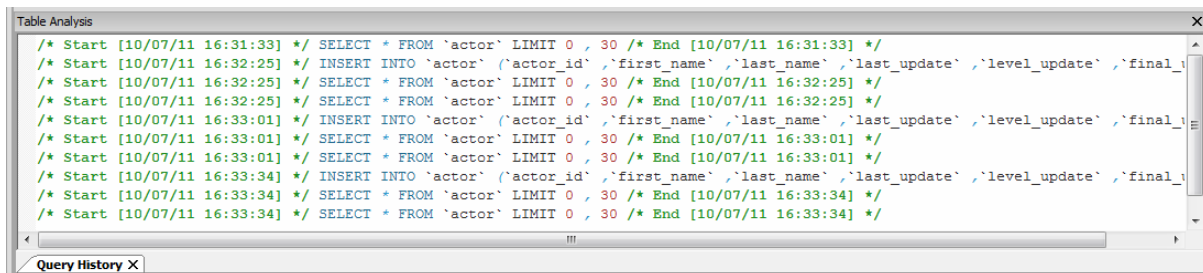 Table Analysis X
/* Start [10/07/11 16:31:33] */ SELECT * FROM `actor` LIMIT 0 , 30 /* End [10/07/11 16:31:33] */
/* Start [10/07/11 16:32:25] */ INSERT INTO `actor` (`actor_id` ,`first_name` ,`last_name` ,`last_update` ,`level_update` ,`final_
/* Start [10/07/11 16:32:25] */ SELECT * FROM `actor` LIMIT 0 , 30 /* End [10/07/11 16:32:25] */
/* Start [10/07/11 16:32:25] */ SELECT * FROM `actor` LIMIT 0 , 30 /* End [10/07/11 16:32:25] */
/* Start [10/07/11 16:33:01] */ INSERT INTO `actor` (`actor_id` ,`first_name` ,`last_name` ,`last_update` ,`level_update` ,`final_
/* Start [10/07/11 16:33:01] */ SELECT * FROM `actor` LIMIT 0 , 30 /* End [10/07/11 16:33:01] */
/* Start [10/07/11 16:33:01] */ SELECT * FROM `actor` LIMIT 0 , 30 /* End [10/07/11 16:33:01] */
/* Start [10/07/11 16:33:34] */ INSERT INTO `actor` (`actor_id` ,`first_name` ,`last_name` ,`last_update` ,`level_update` ,`final_
/* Start [10/07/11 16:33:34] */ SELECT * FROM `actor` LIMIT 0 , 30 /* End [10/07/11 16:33:34] */
/* Start [10/07/11 16:33:34] */ SELECT * FROM `actor` LIMIT 0 , 30 /* End [10/07/11 16:33:34] */
Query History X